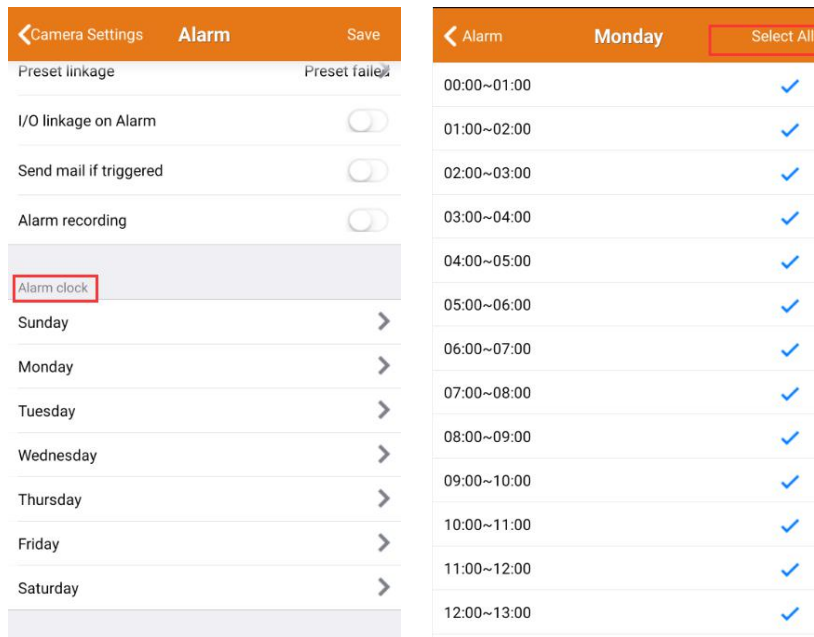 Camera Settings Alarm Save
Preset linkage Preset failed
I/O linkage on Alarm
Send mail if triggered
Alarm recording
Alarm clock
Sunday
Monday
Tuesday
Wednesday
Thursday
Friday
Saturday
Alarm Monday Select All
00:00~01:00
01:00~02:00
02:00~03:00
03:00~04:00
04:00~05:00
05:00~06:00
06:00~07:00
07:00~08:00
08:00~09:00
09:00~10:00
10:00~11:00
11:00~12:00
12:00~13:00